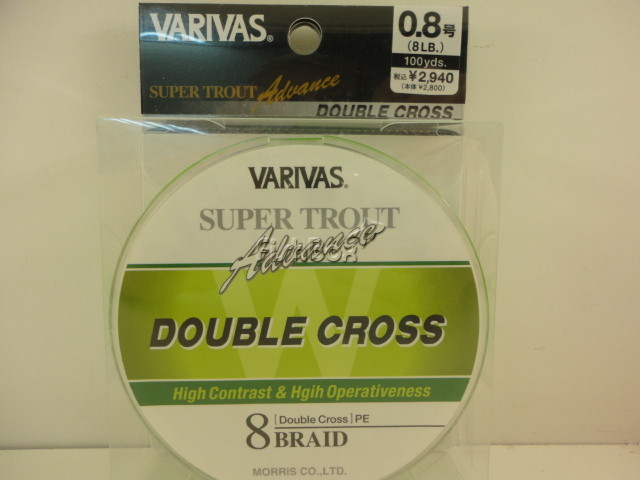 VARIVAS®
0.8号
(8LB.)
100yds.
税込¥2,940
(本体¥2,800)
SUPER TROUT Advance
DOUBLE CROSS
VARIVAS®
SUPER TROUT
Advance
DOUBLE CROSS
High Contrast & Hgih Operativeness
8 [Double Cross] PE
BRAID
MORRIS CO.,LTD.